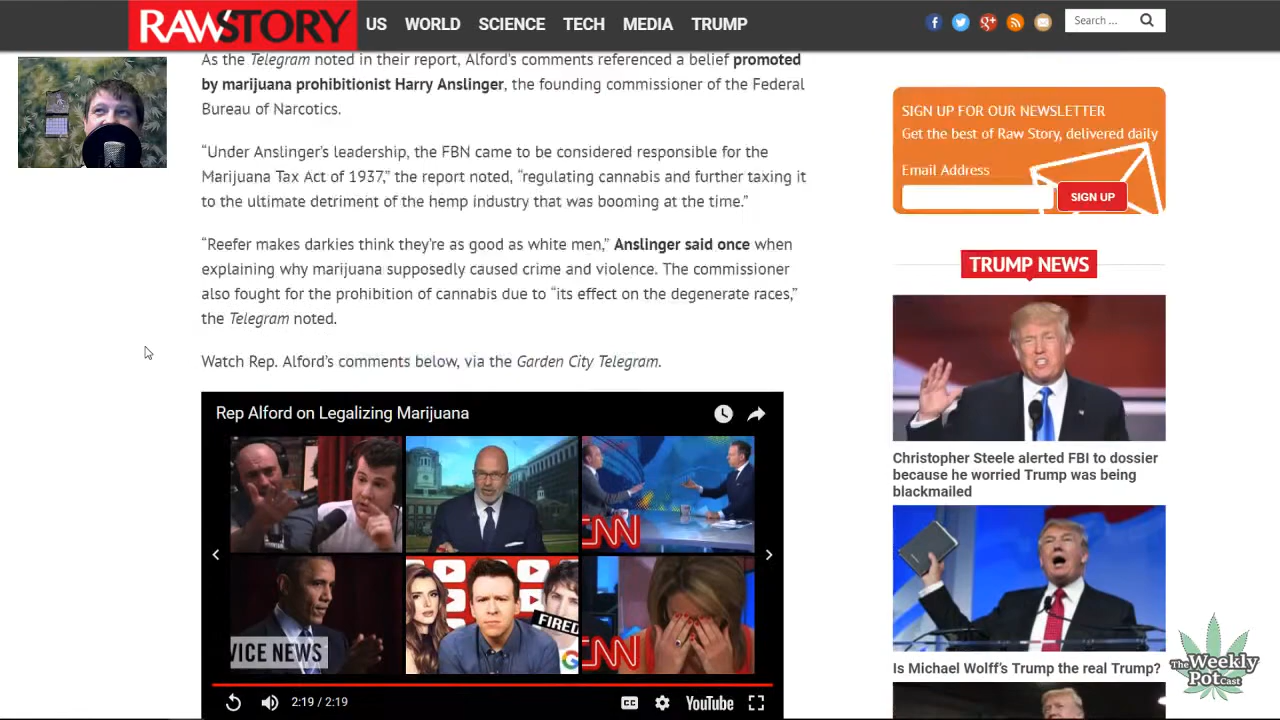 RAWSTORY
US WORLD SCIENCE TECH MEDIA TRUMP
Search ...
As the Telegram noted in their report, Alford's comments referenced a belief promoted
by marijuana prohibitionist Harry Anslinger, the founding commissioner of the Federal
Bureau of Narcotics.
“Under Anslinger's leadership, the FBN came to be considered responsible for the
Marijuana Tax Act of 1937,” the report noted, “regulating cannabis and further taxing it
to the ultimate detriment of the hemp industry that was booming at the time.”
“Reefer makes darkies think they're as good as white men,” Anslinger said once when
explaining why marijuana supposedly caused crime and violence. The commissioner
also fought for the prohibition of cannabis due to “its effect on the degenerate races,”
the Telegram noted.
Watch Rep. Alford's comments below, via the Garden City Telegram.
Rep Alford on Legalizing Marijuana
CNN
VICE NEWS
FIRED
CNN
2:19 / 2:19
CC
YouTube
SIGN UP FOR OUR NEWSLETTER
Get the best of Raw Story, delivered daily
Email Address
SIGN UP
TRUMP NEWS
Christopher Steele alerted FBI to dossier
because he worried Trump was being
blackmailed
Is Michael Wolff's Trump the real Trump?
The Weekly
PotCast